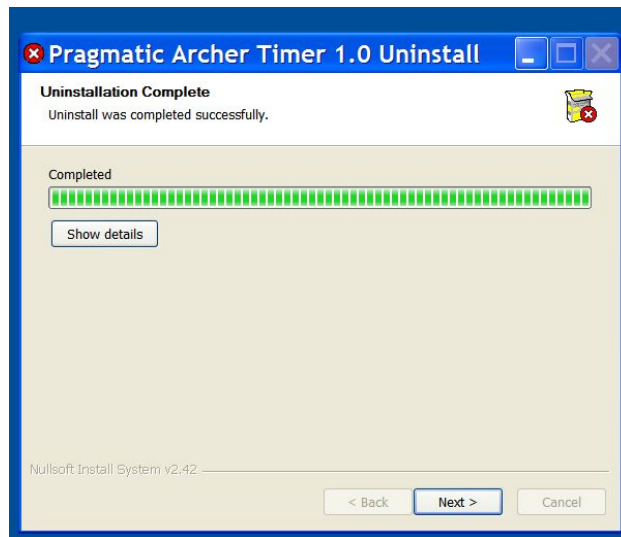 Pragmatic Archer Timer 1.0 Uninstall
Uninstallation Complete
Uninstall was completed successfully.
Completed
Show details
Nullsoft Install System v2.42
< Back Next > Cancel